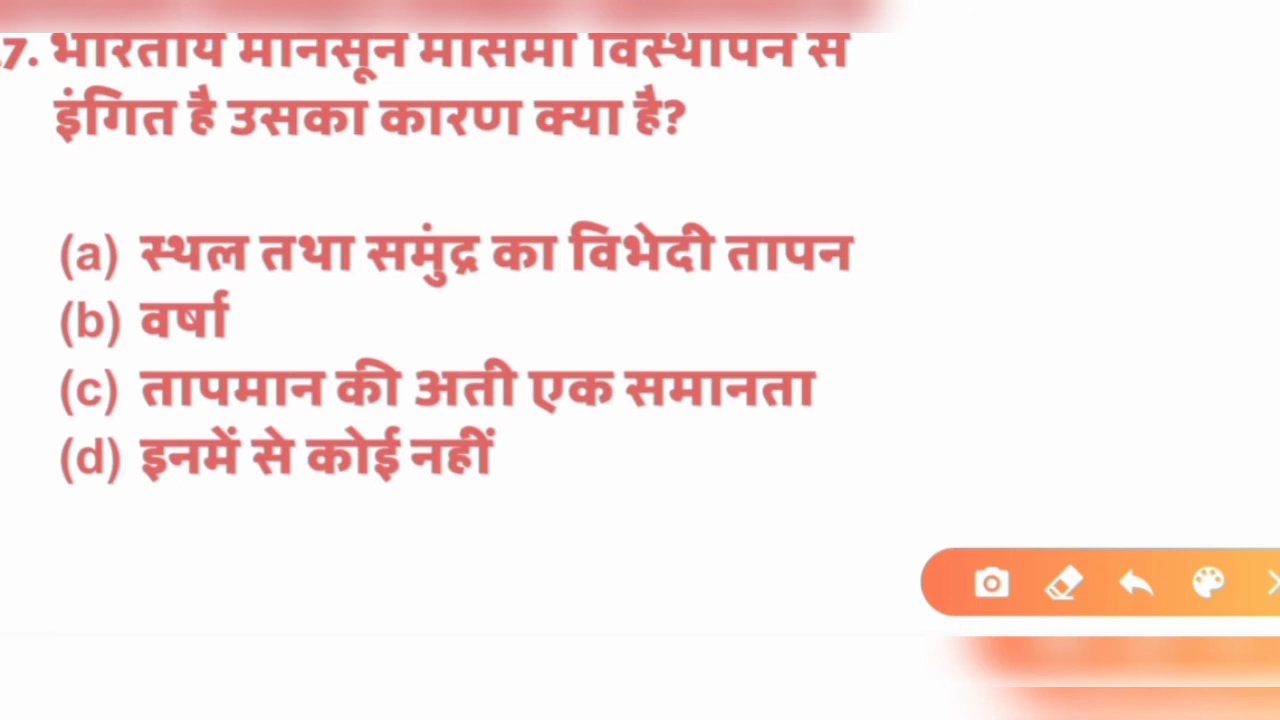 7. भारतीय मानसून मौसमी विस्थापन से
इंगित है उसका कारण क्या है?
(a) स्थल तथा समुंद्र का विभेदी तापन
(b) वर्षा
(c) तापमान की अती एक समानता
(d) इनमें से कोई नहीं